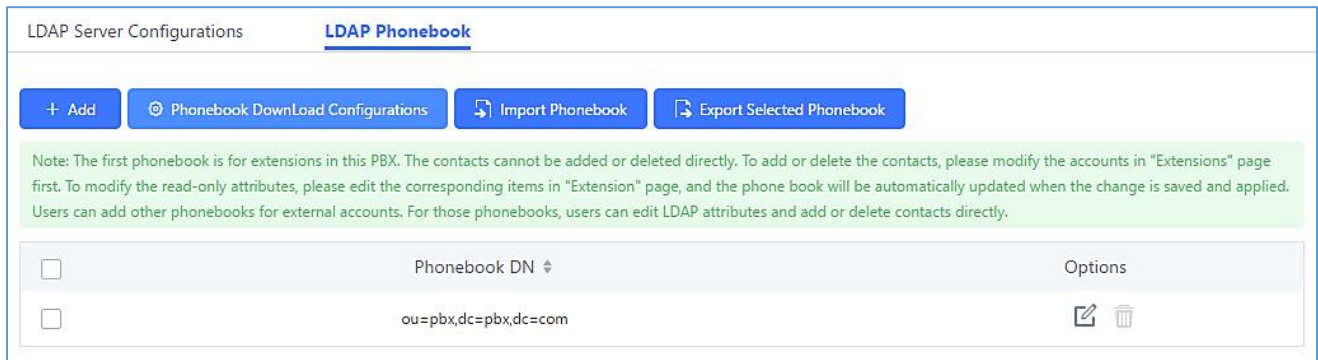 LDAP Server Configurations LDAP Phonebook
+ Add Phonebook DownLoad Configurations Import Phonebook Export Selected Phonebook
Note: The first phonebook is for extensions in this PBX. The contacts cannot be added or deleted directly. To add or delete the contacts, please modify the accounts in "Extensions" page
first. To modify the read-only attributes, please edit the corresponding items in "Extension" page, and the phone book will be automatically updated when the change is saved and applied.
Users can add other phonebooks for external accounts. For those phonebooks, users can edit LDAP attributes and add or delete contacts directly.
Phonebook DN Options
ou=pbx,dc=pbx,dc=com